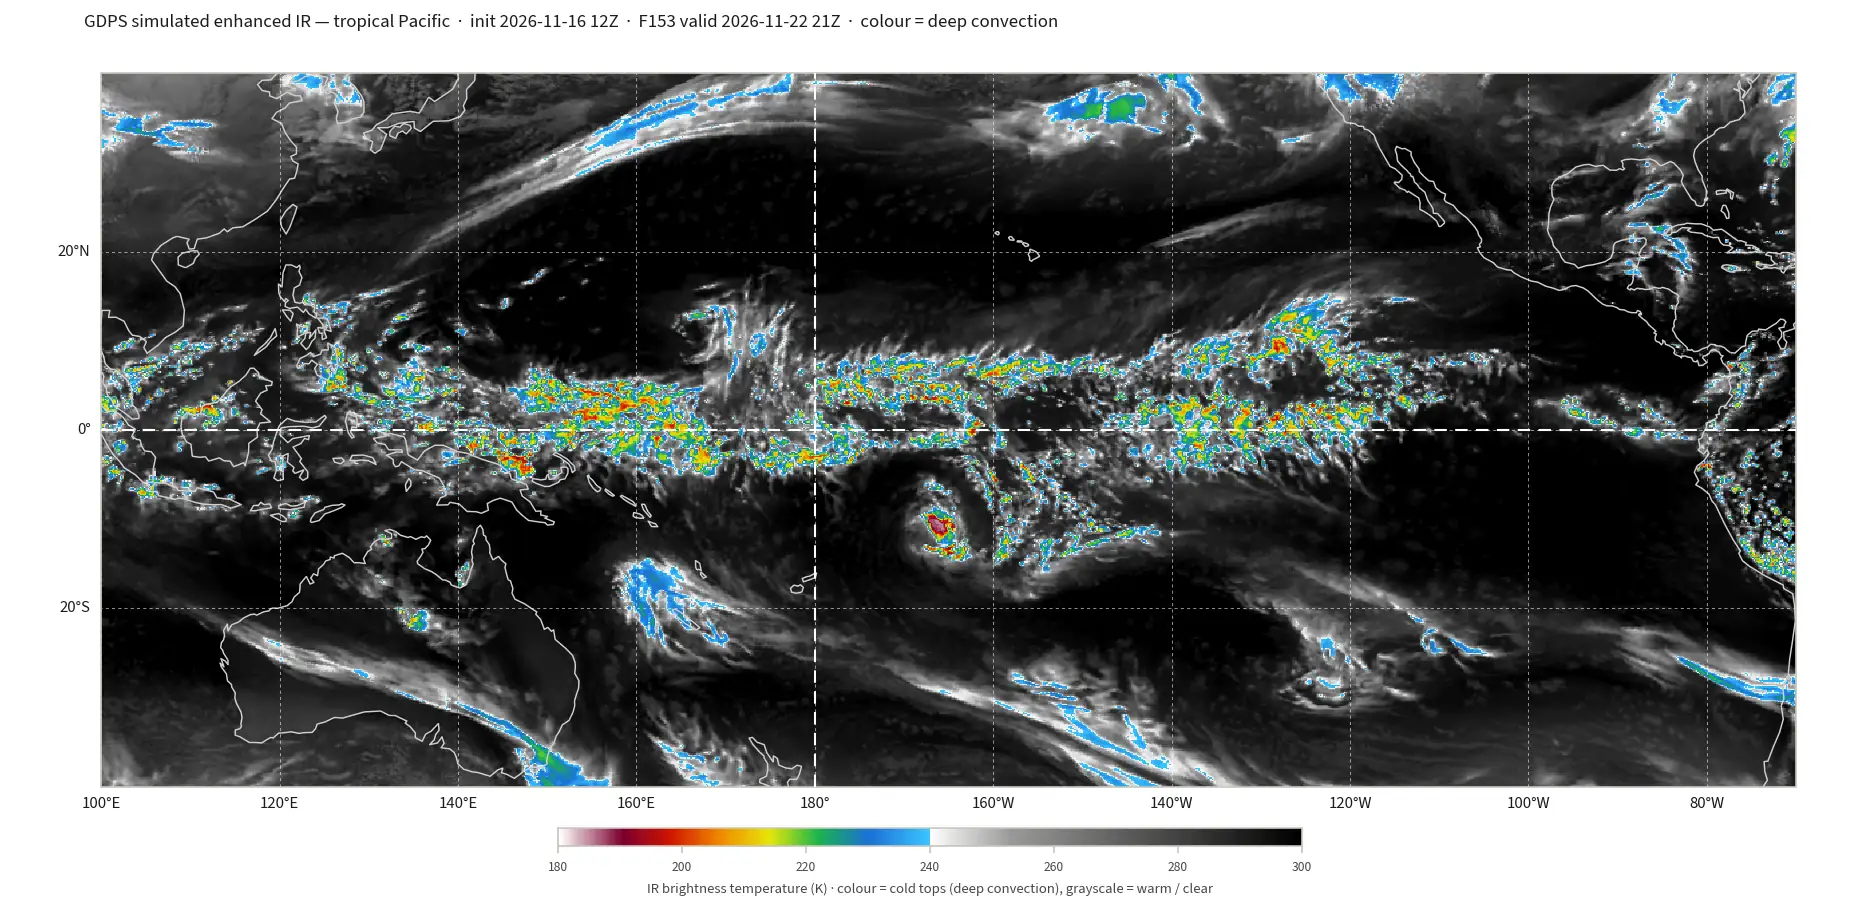 GDPS simulated enhanced IR — tropical Pacific · init 2026-11-16 12Z · F153 valid 2026-11-22 21Z · colour = deep convection
20°N
0°
20°S
100°E 120°E 140°E 160°E 180° 160°W 140°W 120°W 100°W 80°W
180 200 220 240 260 280 300
IR brightness temperature (K) · colour = cold tops (deep convection), grayscale = warm / clear